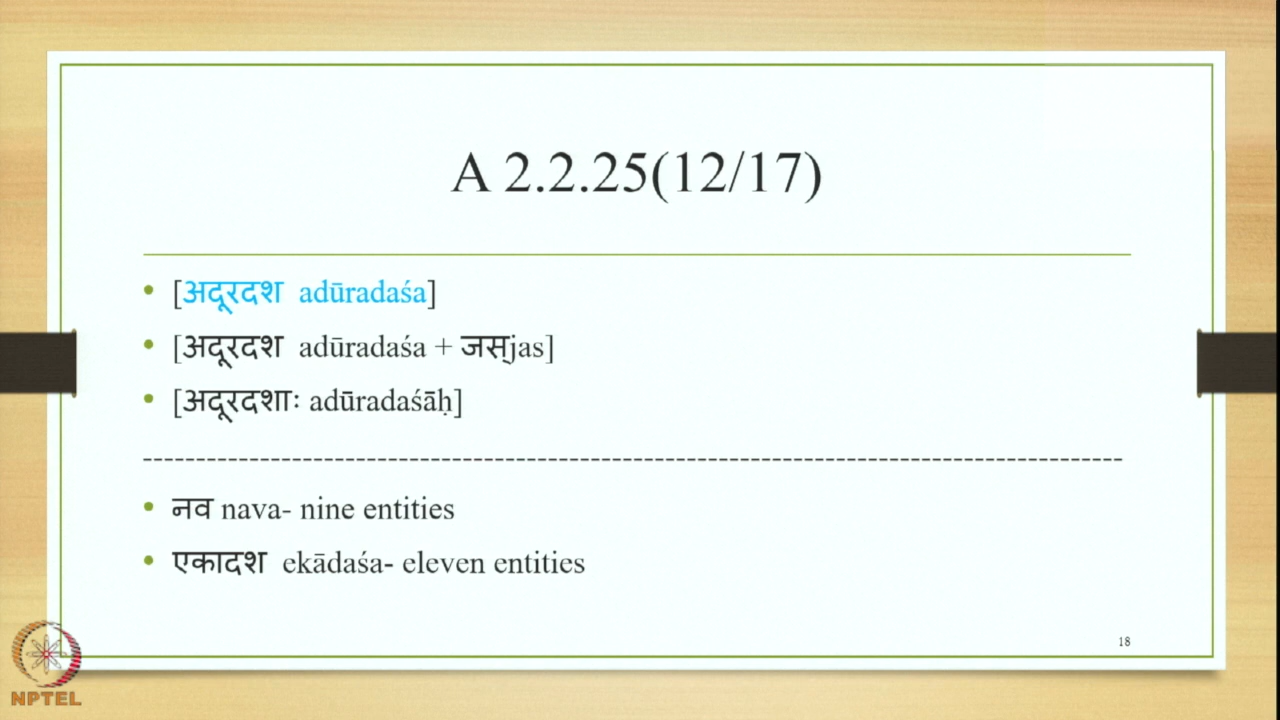 A 2.2.25(12/17)
• [अदूरदश adūradaśa]
• [अदूरदश adūradaśa + जस्jas]
• [अदूरदशाः adūradaśāḥ]
--------------------------------------------------------------------------------------------
• नव nava- nine entities
• एकादश ekādaśa- eleven entities
18
NPTEL